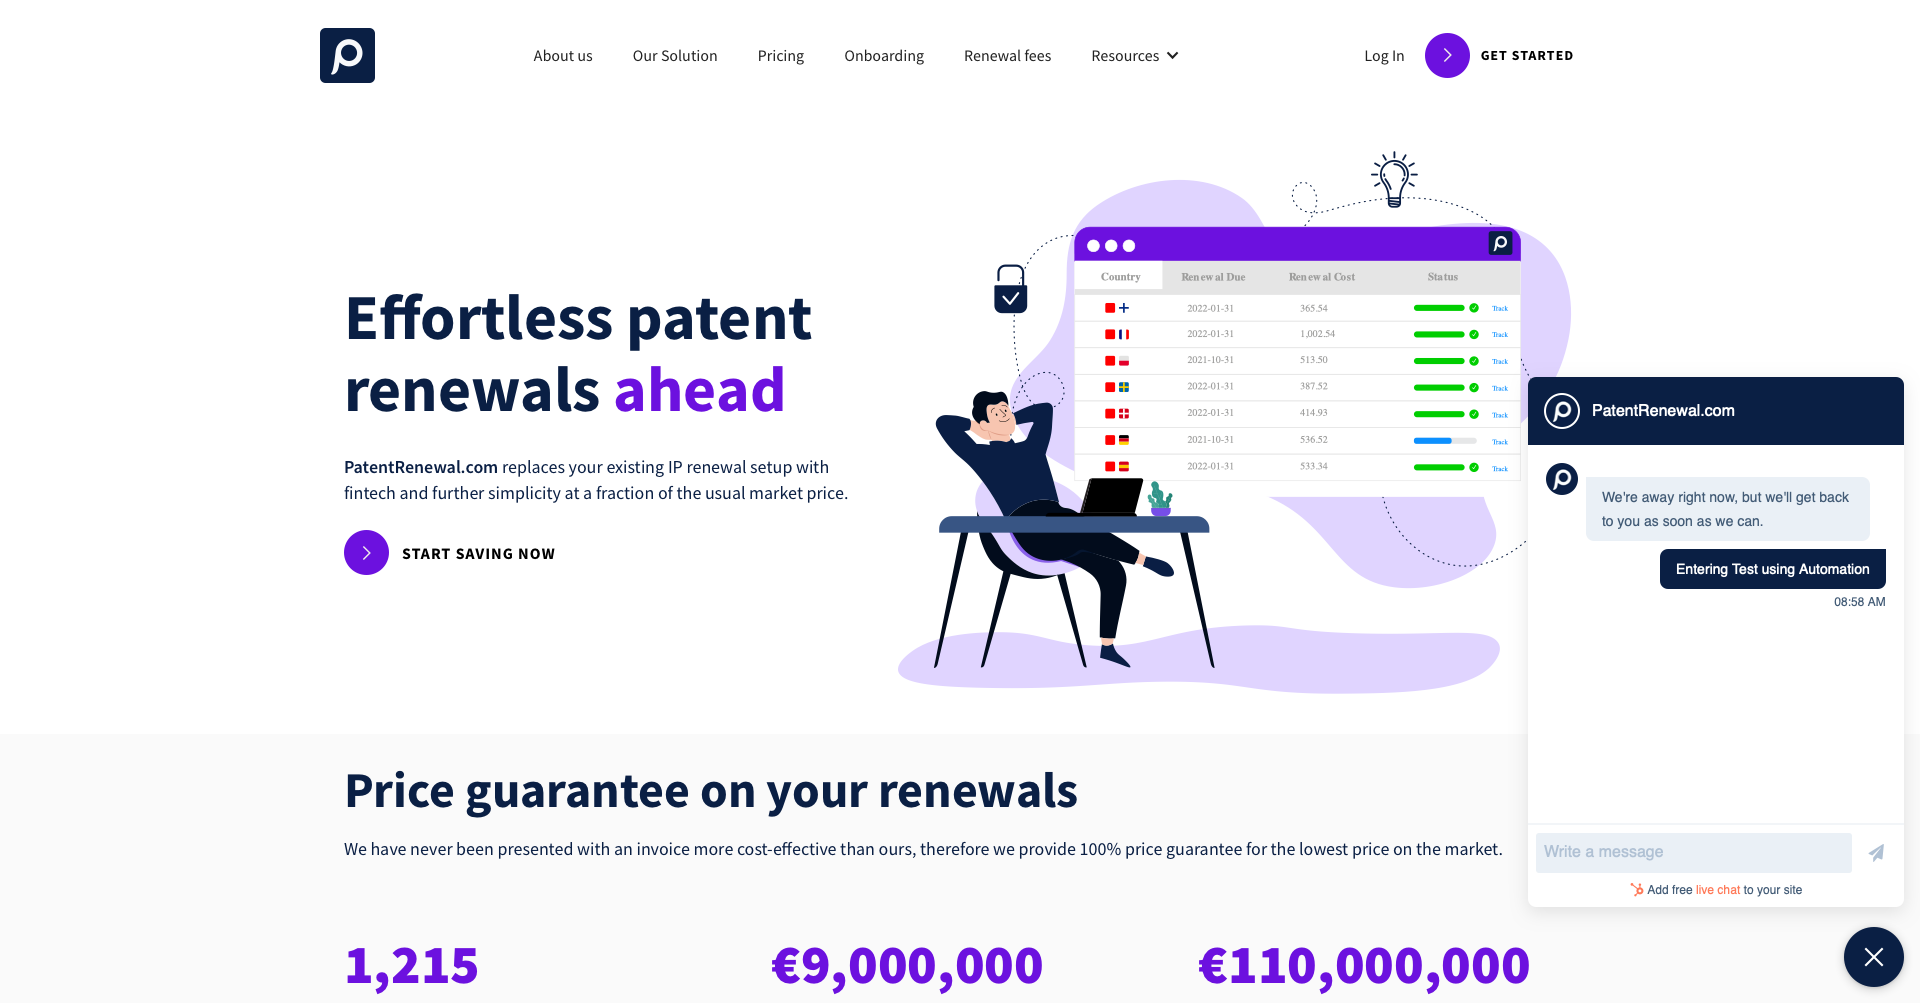 About us
Our Solution
Pricing
Onboarding
Renewal fees
Resources
Log In
GET STARTED
Effortless patent
renewals ahead
PatentRenewal.com replaces your existing IP renewal setup with
fintech and further simplicity at a fraction of the usual market price.
START SAVING NOW
Country Renewal Due Renewal Cost Status
2022-01-31 365.54 Track
2022-01-31 1,002.54 Track
2021-10-31 513.50 Track
2022-01-31 387.52 Track
2022-01-31 414.93 Track
2021-10-31 536.52 Track
2022-01-31 533.34 Track
PatentRenewal.com
We're away right now, but we'll get back
to you as soon as we can.
Entering Test using Automation
08:58 AM
Write a message
Add free live chat to your site
Price guarantee on your renewals
We have never been presented with an invoice more cost-effective than ours, therefore we provide 100% price guarantee for the lowest price on the market.
1,215
€9,000,000
€110,000,000